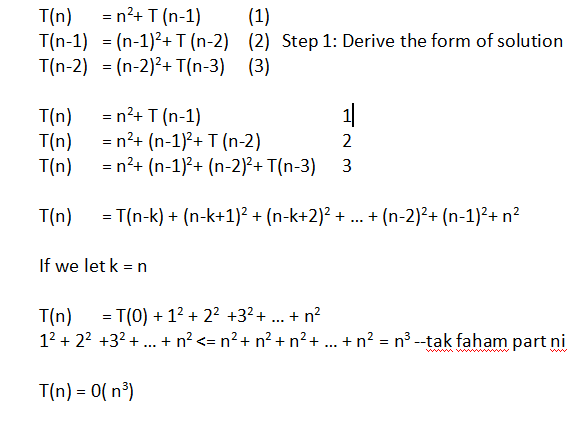 T(n) = n²+ T (n-1) (1)
T(n-1) = (n-1)²+ T (n-2) (2) Step 1: Derive the form of solution
T(n-2) = (n-2)²+ T(n-3) (3)
T(n) = n²+ T (n-1) 1
T(n) = n²+ (n-1)²+ T (n-2) 2
T(n) = n²+ (n-1)²+ (n-2)²+ T(n-3) 3
T(n) = T(n-k) + (n-k+1)² + (n-k+2)² + ... + (n-2)²+ (n-1)²+ n²
If we let k = n
T(n) = T(0) + 1² + 2² +3² + ... + n²
1² + 2² +3² + ... + n² <= n² + n² + n² + ... + n² = n³ --tak faham part ni
T(n) = 0( n³)